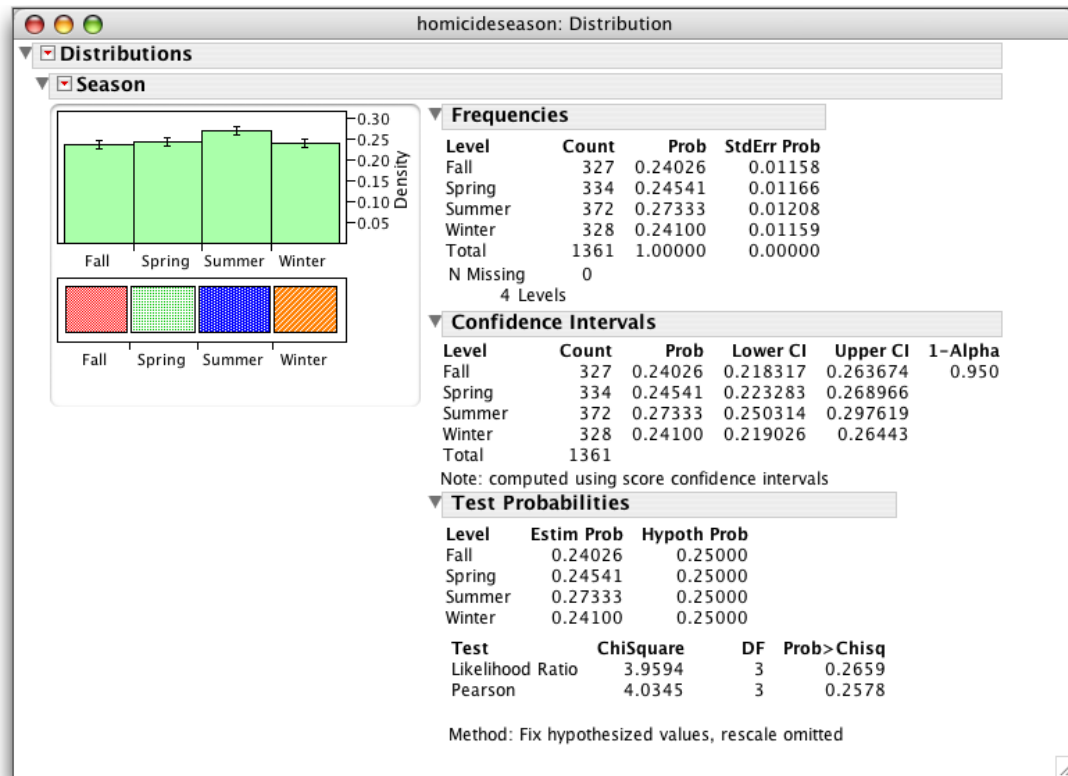 homicideseason: Distribution
Distributions
Season
0.30
0.25
0.20
0.15
0.10
0.05
Density
Fall Spring Summer Winter
Fall Spring Summer Winter
Frequencies
Level Count Prob StdErr Prob
Fall 327 0.24026 0.01158
Spring 334 0.24541 0.01166
Summer 372 0.27333 0.01208
Winter 328 0.24100 0.01159
Total 1361 1.00000 0.00000
N Missing 0
4 Levels
Confidence Intervals
Level Count Prob Lower CI Upper CI 1-Alpha
Fall 327 0.24026 0.218317 0.263674 0.950
Spring 334 0.24541 0.223283 0.268966
Summer 372 0.27333 0.250314 0.297619
Winter 328 0.24100 0.219026 0.26443
Total 1361
Note: computed using score confidence intervals
Test Probabilities
Level Estim Prob Hypoth Prob
Fall 0.24026 0.25000
Spring 0.24541 0.25000
Summer 0.27333 0.25000
Winter 0.24100 0.25000
Test ChiSquare DF Prob>Chisq
Likelihood Ratio 3.9594 3 0.2659
Pearson 4.0345 3 0.2578
Method: Fix hypothesized values, rescale omitted